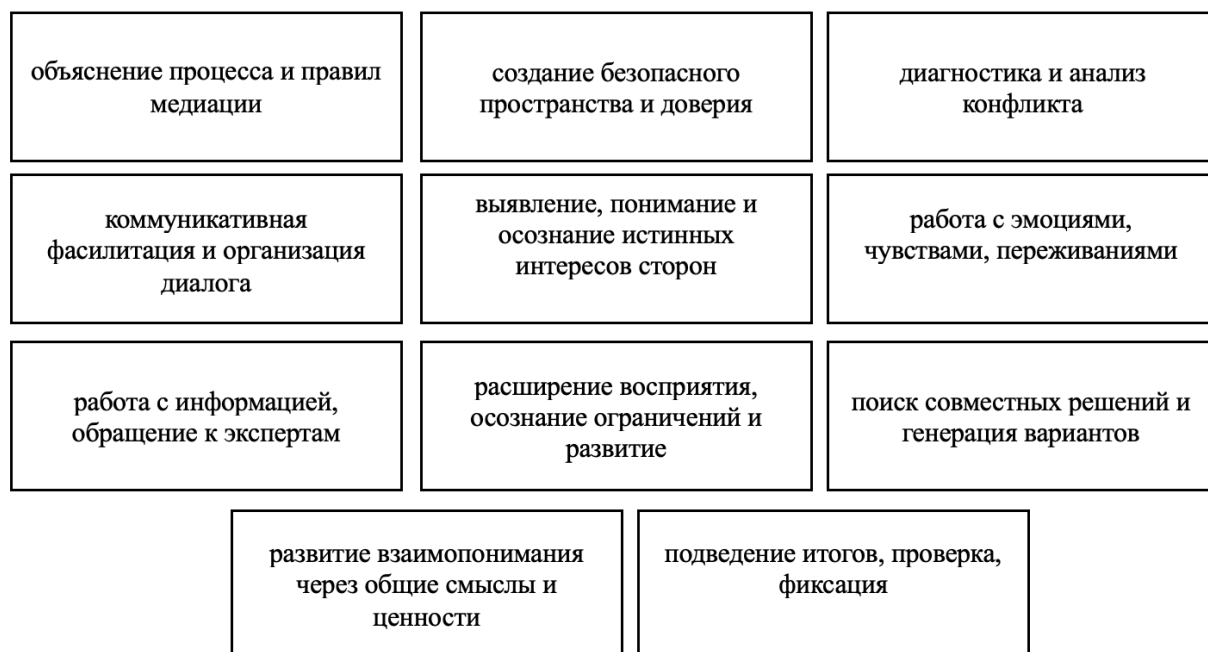 объяснение процесса и правил
медиации
создание безопасного
пространства и доверия
диагностика и анализ
конфликта
коммуникативная
фасилитация и организация
диалога
выявление, понимание и
осознание истинных
интересов сторон
работа с эмоциями,
чувствами, переживаниями
работа с информацией,
обращение к экспертам
расширение восприятия,
осознание ограничений и
развитие
поиск совместных решений и
генерация вариантов
развитие взаимопонимания
через общие смыслы и
ценности
подведение итогов, проверка,
фиксация